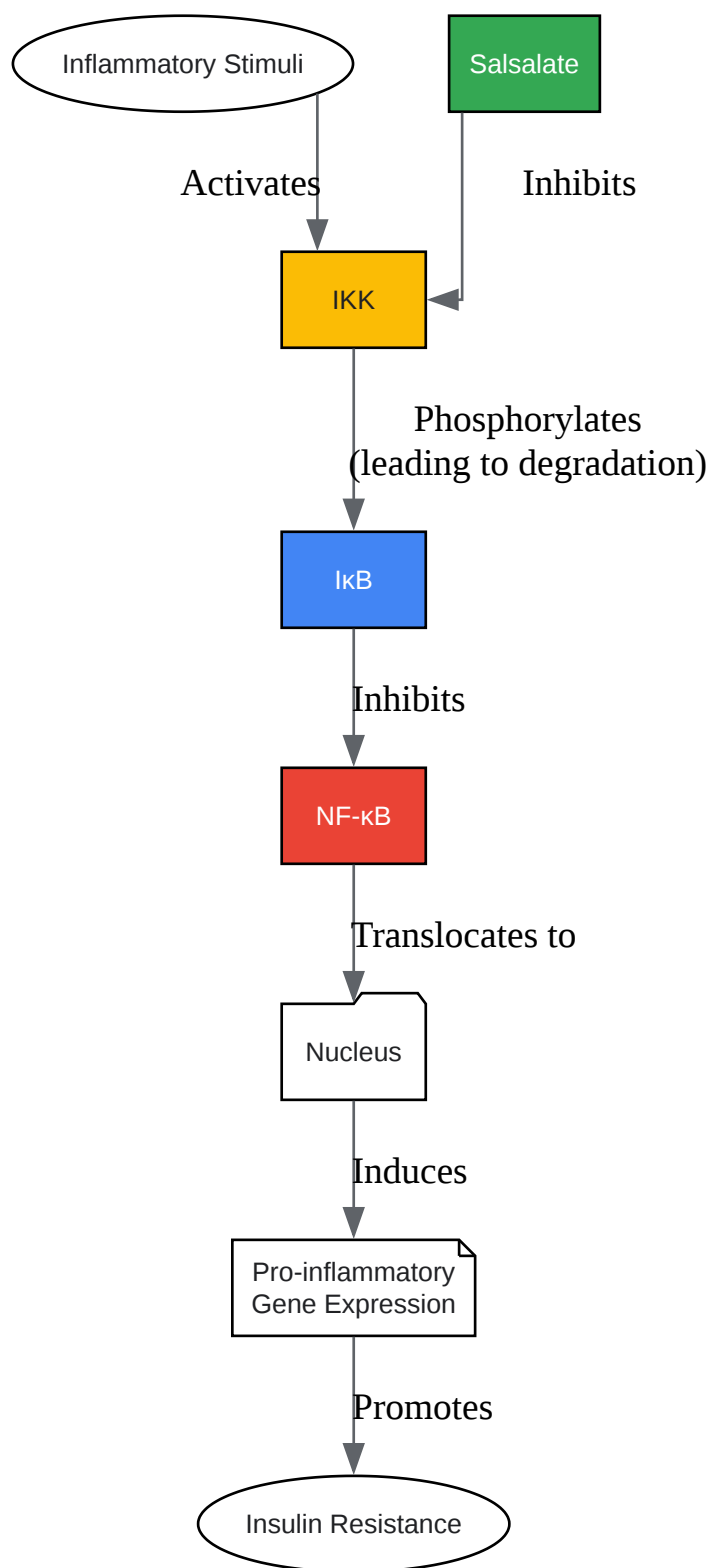 Inflammatory Stimuli
Salsalate
Activates
Inhibits
IKK
Phosphorylates
(leading to degradation)
IκB
Inhibits
NF-κB
Translocates to
Nucleus
Induces
Pro-inflammatory
Gene Expression
Promotes
Insulin Resistance